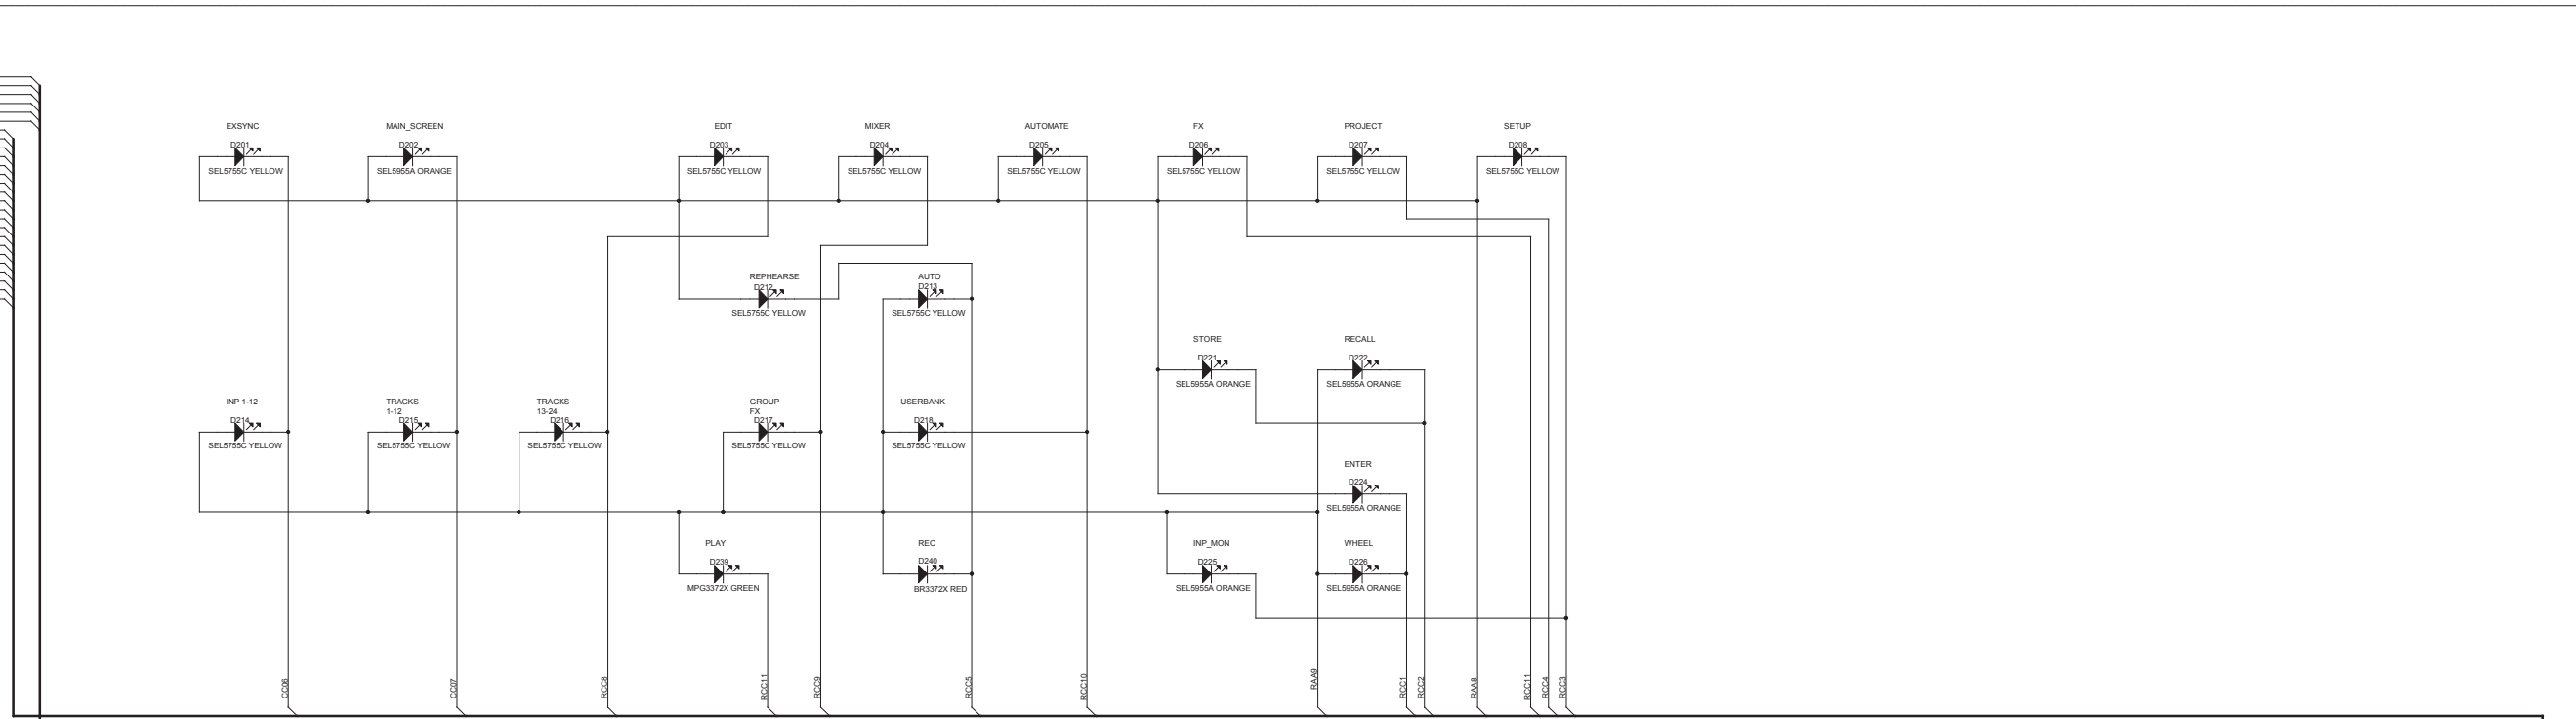 EXSYNC
D201
SEL5755C YELLOW
MAIN_SCREEN
D202
SEL5955A ORANGE
EDIT
D203
SEL5755C YELLOW
MIXER
D204
SEL5755C YELLOW
AUTOMATE
D205
SEL5755C YELLOW
FX
D206
SEL5755C YELLOW
PROJECT
D207
SEL5755C YELLOW
SETUP
D208
SEL5755C YELLOW
REPHEARSE
D212
SEL5755C YELLOW
AUTO
D213
SEL5755C YELLOW
STORE
D221
SEL5955A ORANGE
RECALL
D222
SEL5955A ORANGE
INP 1-12
D214
SEL5755C YELLOW
TRACKS
1-12
D215
SEL5755C YELLOW
TRACKS
13-24
D216
SEL5755C YELLOW
GROUP
FX
D217
SEL5755C YELLOW
USERBANK
D218
SEL5755C YELLOW
ENTER
D224
SEL5955A ORANGE
PLAY
D239
MPG3372X GREEN
REC
D240
BR3372X RED
INP_MON
D225
SEL5955A ORANGE
WHEEL
D226
SEL5955A ORANGE
CC06
CC07
RCC8
RCC11
RCC9
RCC5
RCC10
RAA9
RCC1
RCC2
RAA8
RCC11
RCC4
RCC3